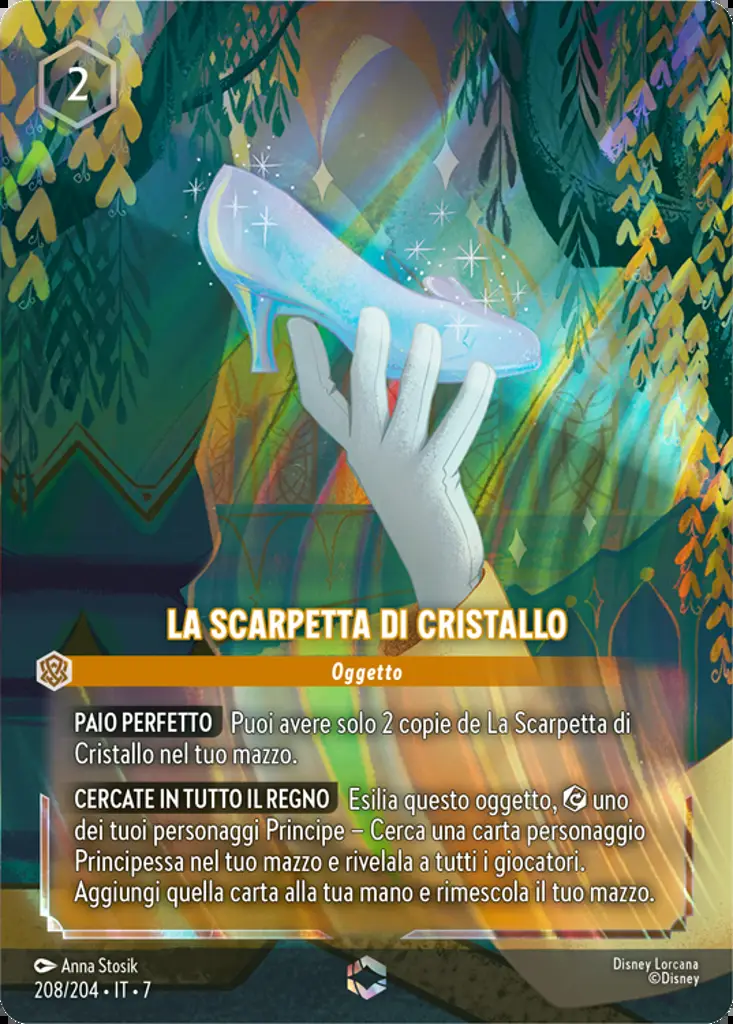 2
LA SCARPETTA DI CRISTALLO
Oggetto
PAIO PERFETTO Puoi avere solo 2 copie de La Scarpetta di
Cristallo nel tuo mazzo.
CERCATE IN TUTTO IL REGNO Esilia questo oggetto, uno
dei tuoi personaggi Principe – Cerca una carta personaggio
Principessa nel tuo mazzo e rivelala a tutti i giocatori.
Aggiungi quella carta alla tua mano e rimescola il tuo mazzo.
Anna Stosik
Disney Lorcana
208/204 • IT • 7
©Disney